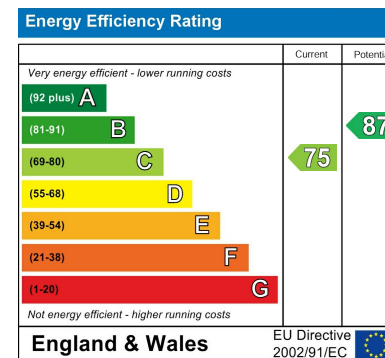 Energy Efficiency Rating
Current Potenti
Very energy efficient - lower running costs
(92 plus) A
(81-91) B
87
(69-80) C
75
(55-68) D
(39-54) E
(21-38) F
(1-20) G
Not energy efficient - higher running costs
England & Wales
EU Directive
2002/91/EC